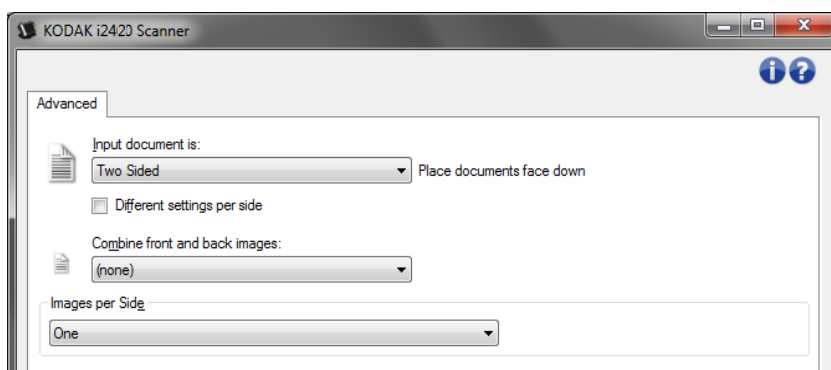 KODAK i2420 Scanner
Advanced
Input document is:
Two Sided Place documents face down
Different settings per side
Combine front and back images:
(none)
Images per Side
One